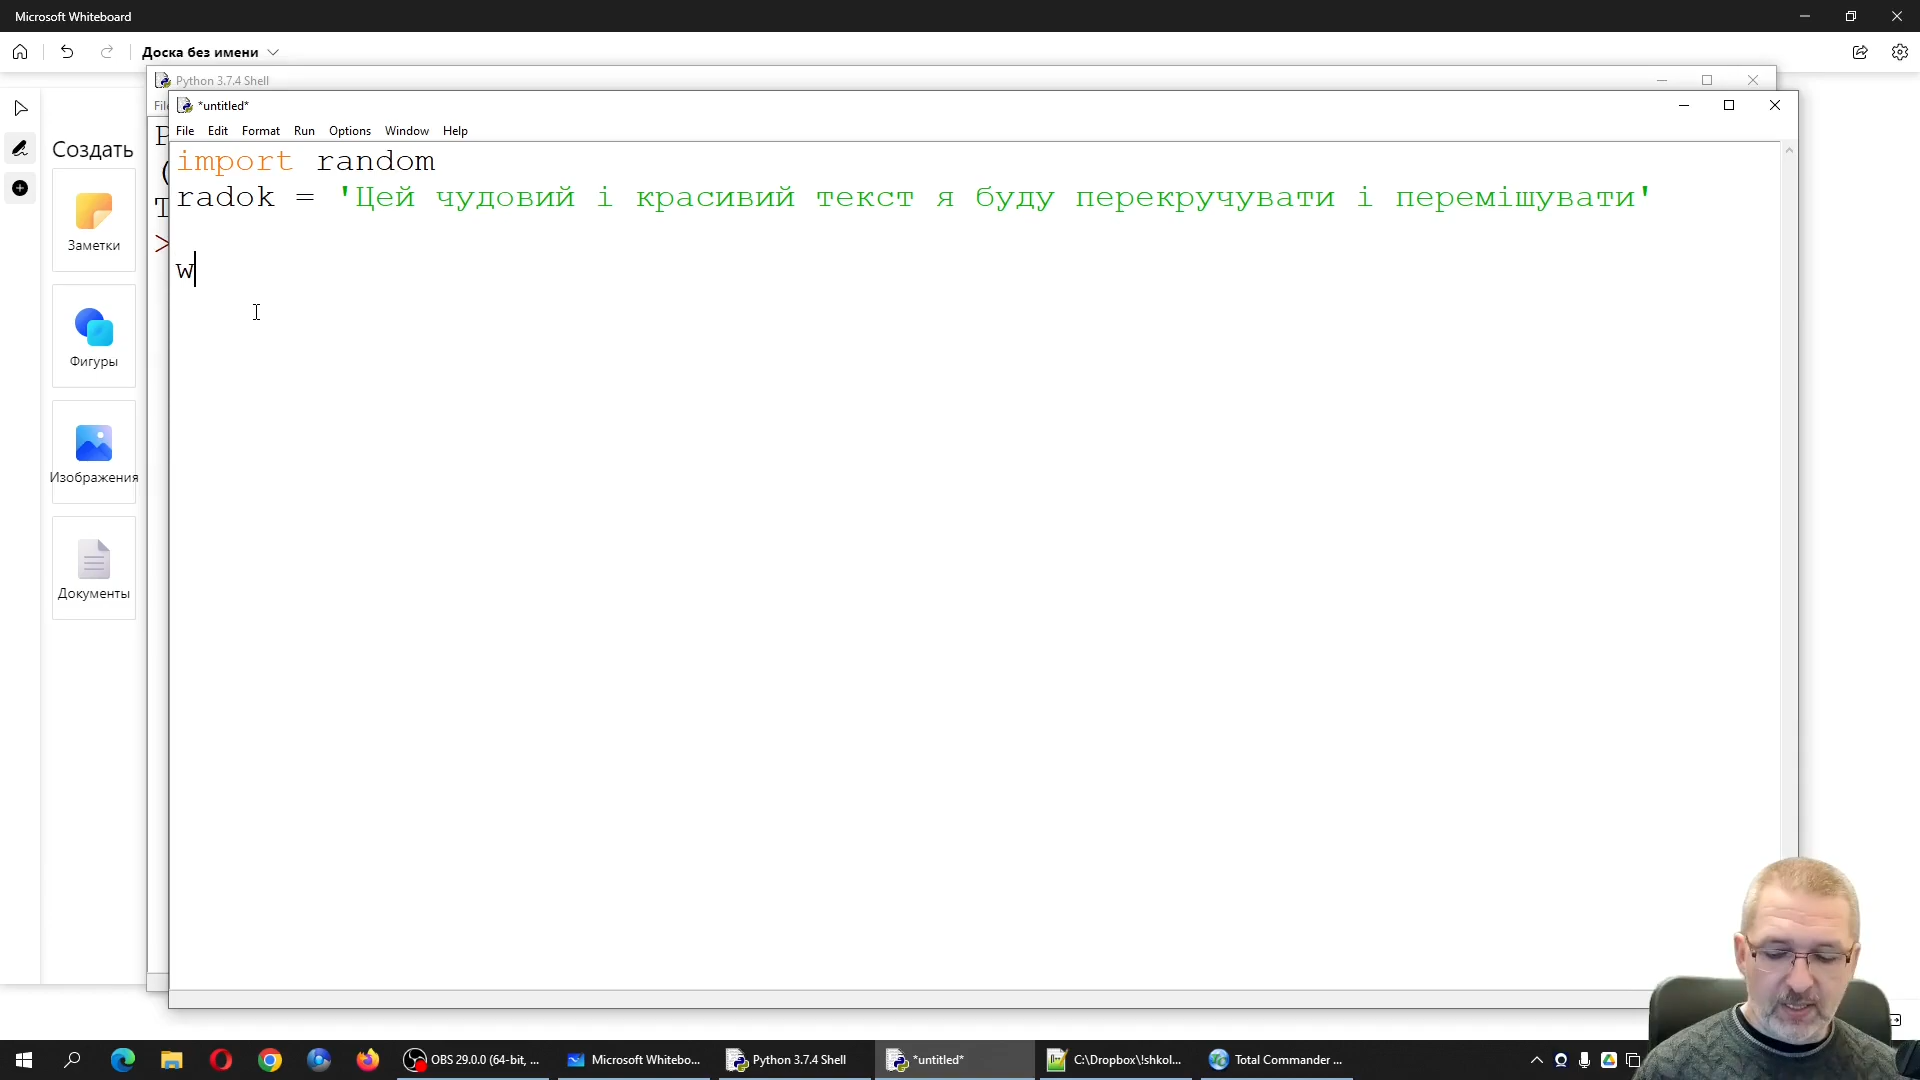 Microsoft Whiteboard
Доска без имени
Python 3.7.4 Shell
*untitled*
File Edit Format Run Options Window Help
Создать
import random
radok = 'Цей чудовий і красивий текст я буду перекручувати і перемішувати'
>
w
Заметки
Фигуры
Изображения
Документы
OBS 29.0.0 (64-bit, ...
Microsoft Whitebo...
Python 3.7.4 Shell
*untitled*
C:\Dropbox\!shkol...
Total Commander ...